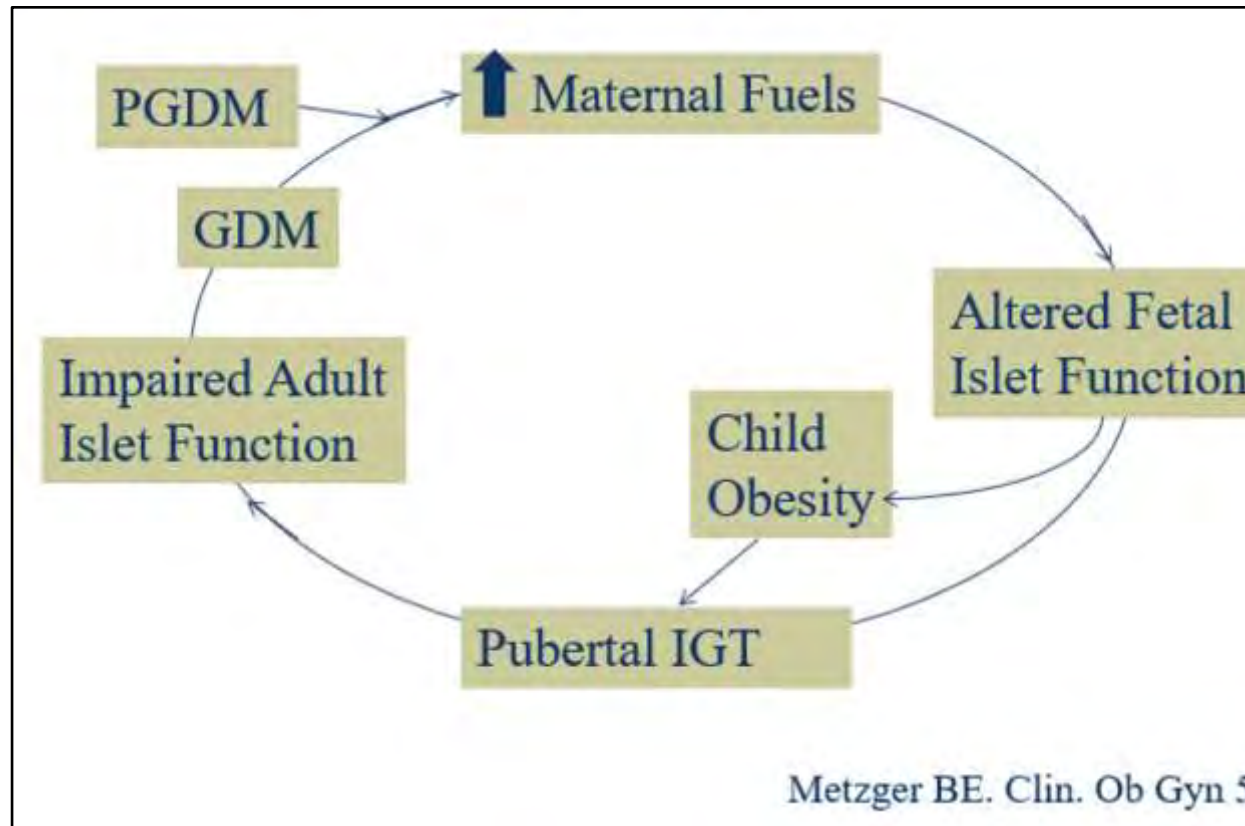 PGDM
Maternal Fuels
GDM
Altered Fetal
Islet Function
Impaired Adult
Islet Function
Child
Obesity
Pubertal IGT
Metzger BE. Clin. Ob Gyn 5